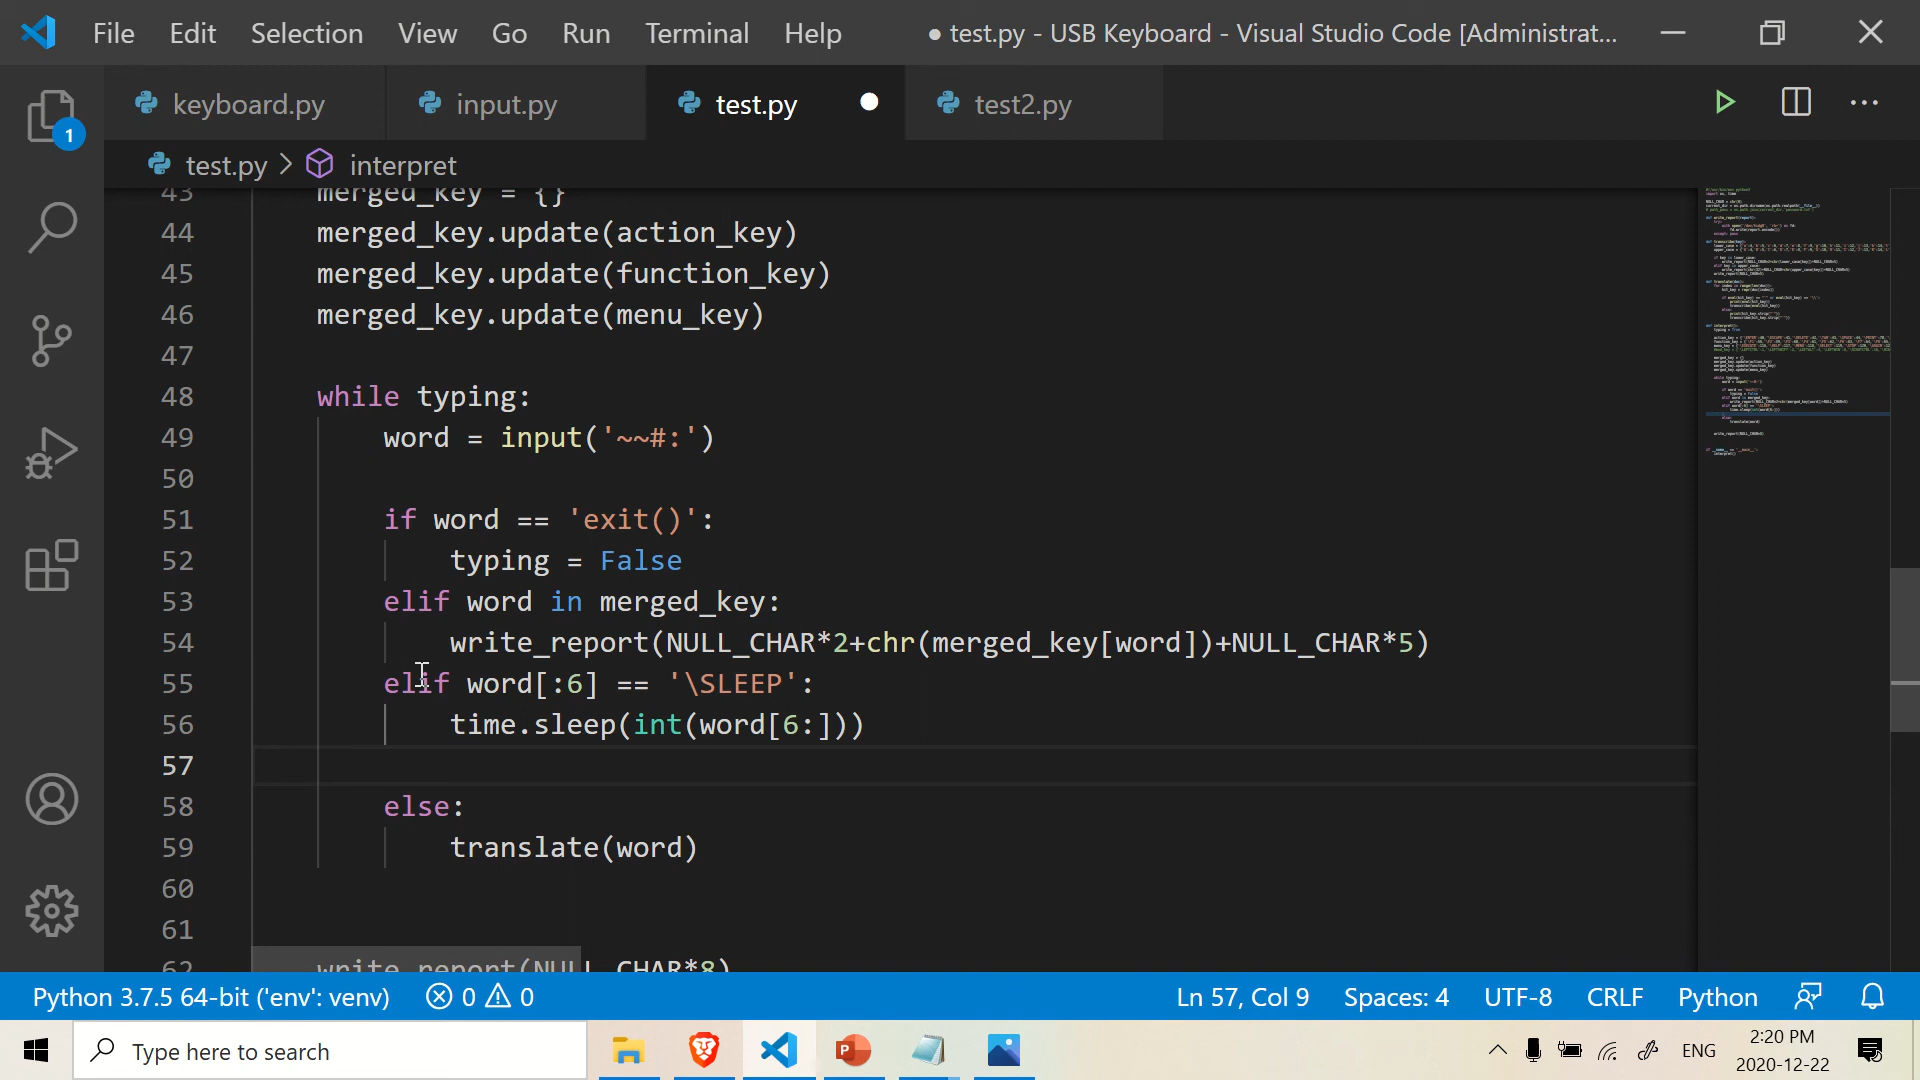 File Edit Selection View Go Run Terminal Help ● test.py - USB Keyboard - Visual Studio Code [Administrat...
keyboard.py input.py test.py test2.py
1
test.py > interpret
43 merged_key = {}
44 merged_key.update(action_key)
45 merged_key.update(function_key)
46 merged_key.update(menu_key)
47
48 while typing:
49 word = input('~~#:')
50
51 if word == 'exit()':
52 typing = False
53 elif word in merged_key:
54 write_report(NULL_CHAR*2+chr(merged_key[word])+NULL_CHAR*5)
55 elif word[:6] == '\SLEEP':
56 time.sleep(int(word[6:]))
57
58 else:
59 translate(word)
60
61
62 write_report(NULL_CHAR*8)
Python 3.7.5 64-bit ('env': venv) 0 0 Ln 57, Col 9 Spaces: 4 UTF-8 CRLF Python
Type here to search ENG 2:20 PM
2020-12-22